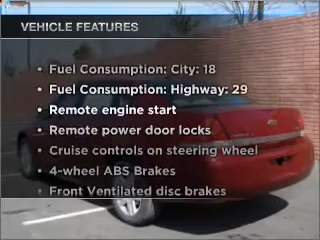 VEHICLE FEATURES
• Fuel Consumption: City: 18
• Fuel Consumption: Highway: 29
• Remote engine start
• Remote power door locks
• Cruise controls on steering wheel
• 4-wheel ABS Brakes
• Front Ventilated disc brakes